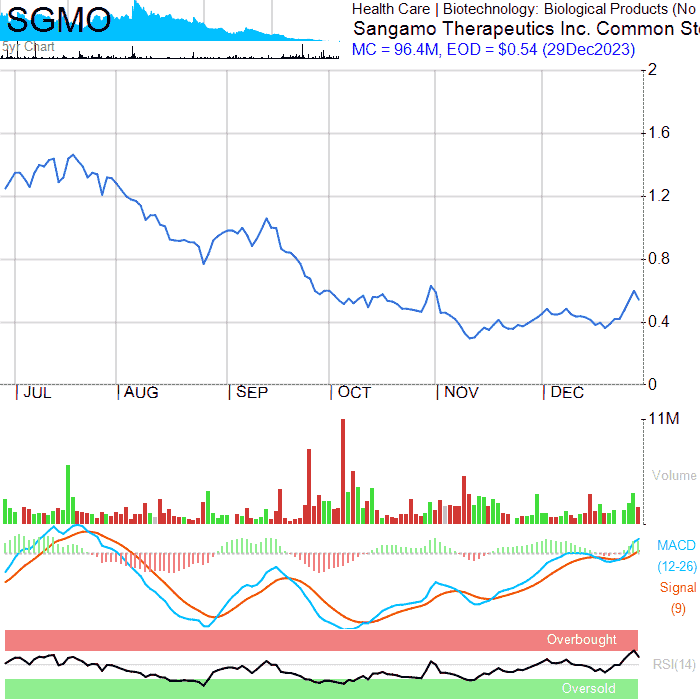 SGMO
5yr Chart
Health Care | Biotechnology: Biological Products (No
Sangamo Therapeutics Inc. Common Sto
MC = 96.4M, EOD = $0.54 (29Dec2023)
2
1.6
1.2
0.8
0.4
0
JUL
AUG
SEP
OCT
NOV
DEC
11M
Volume
MACD
(12-26)
Signal
(9)
Overbought
RSI(14)
Oversold